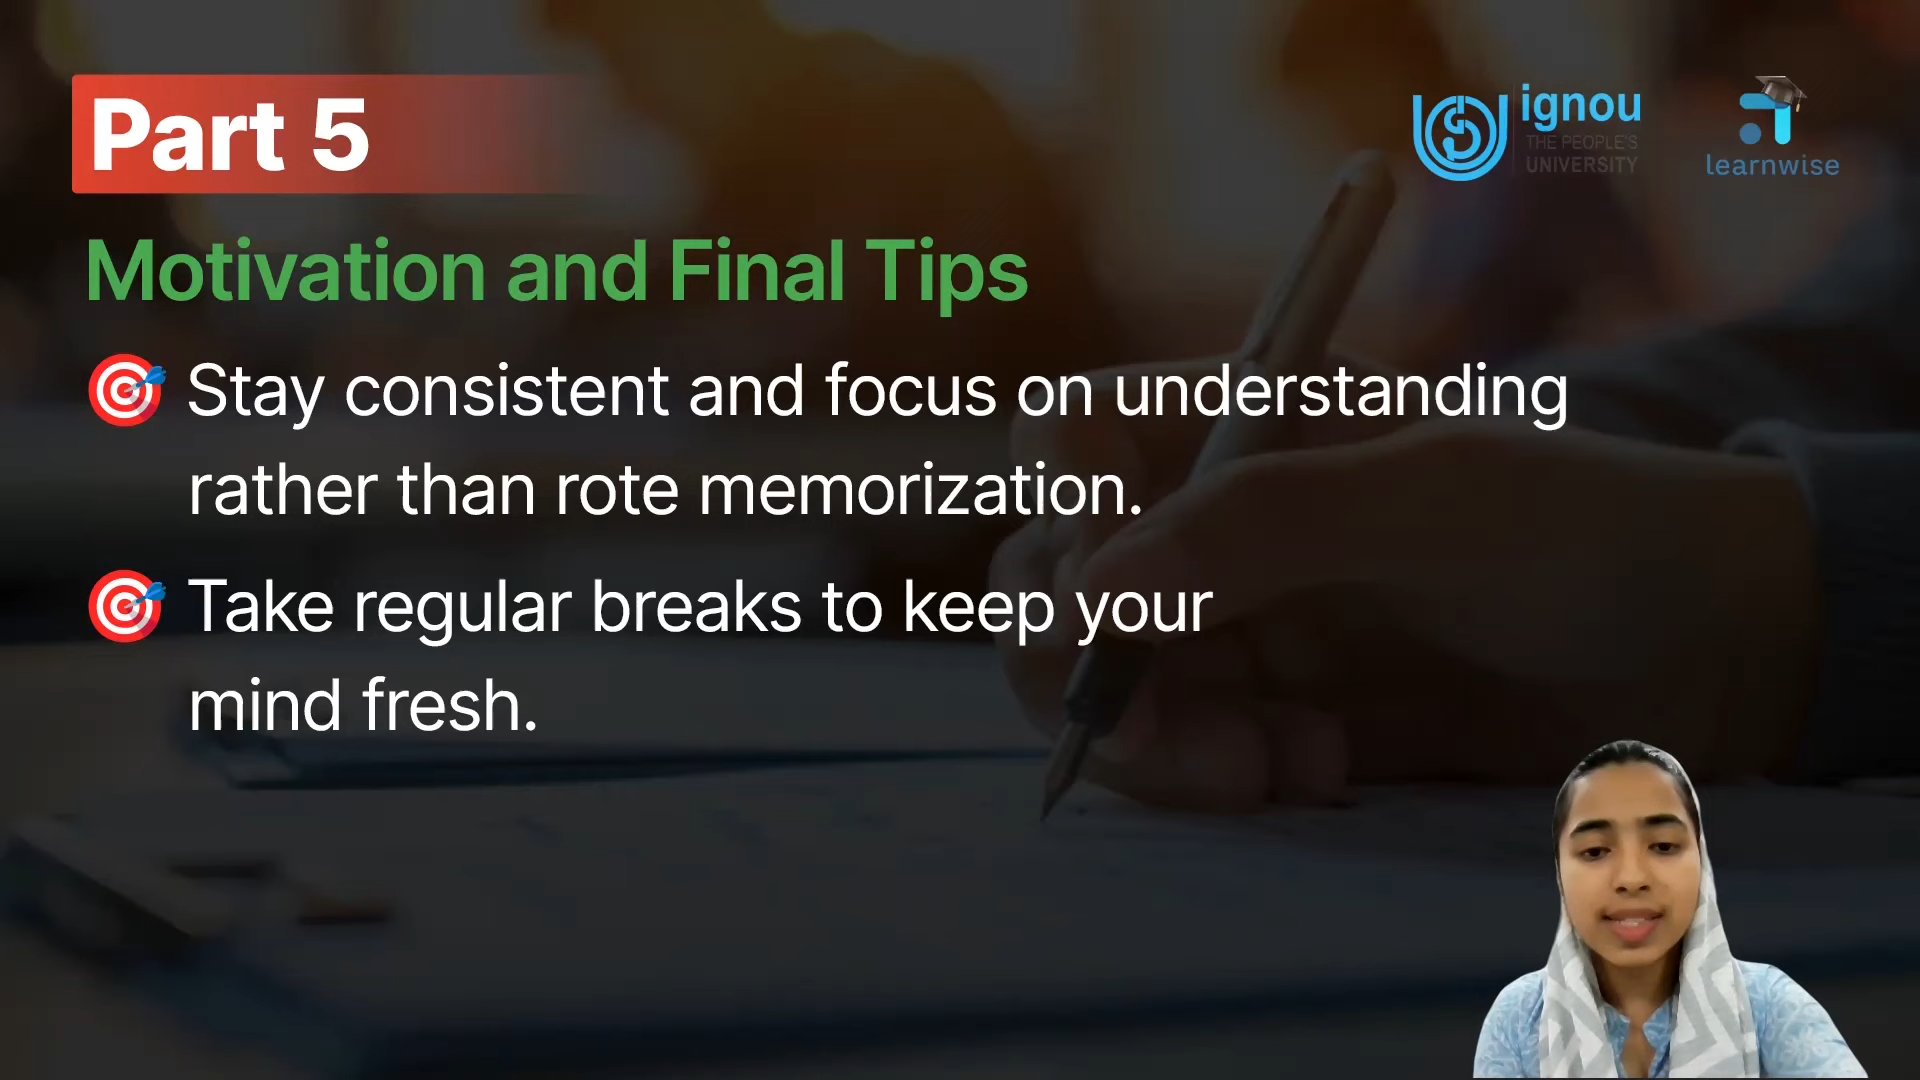 Part 5
ignou
THE PEOPLE'S
UNIVERSITY
learnwise
Motivation and Final Tips
Stay consistent and focus on understanding
rather than rote memorization.
Take regular breaks to keep your
mind fresh.